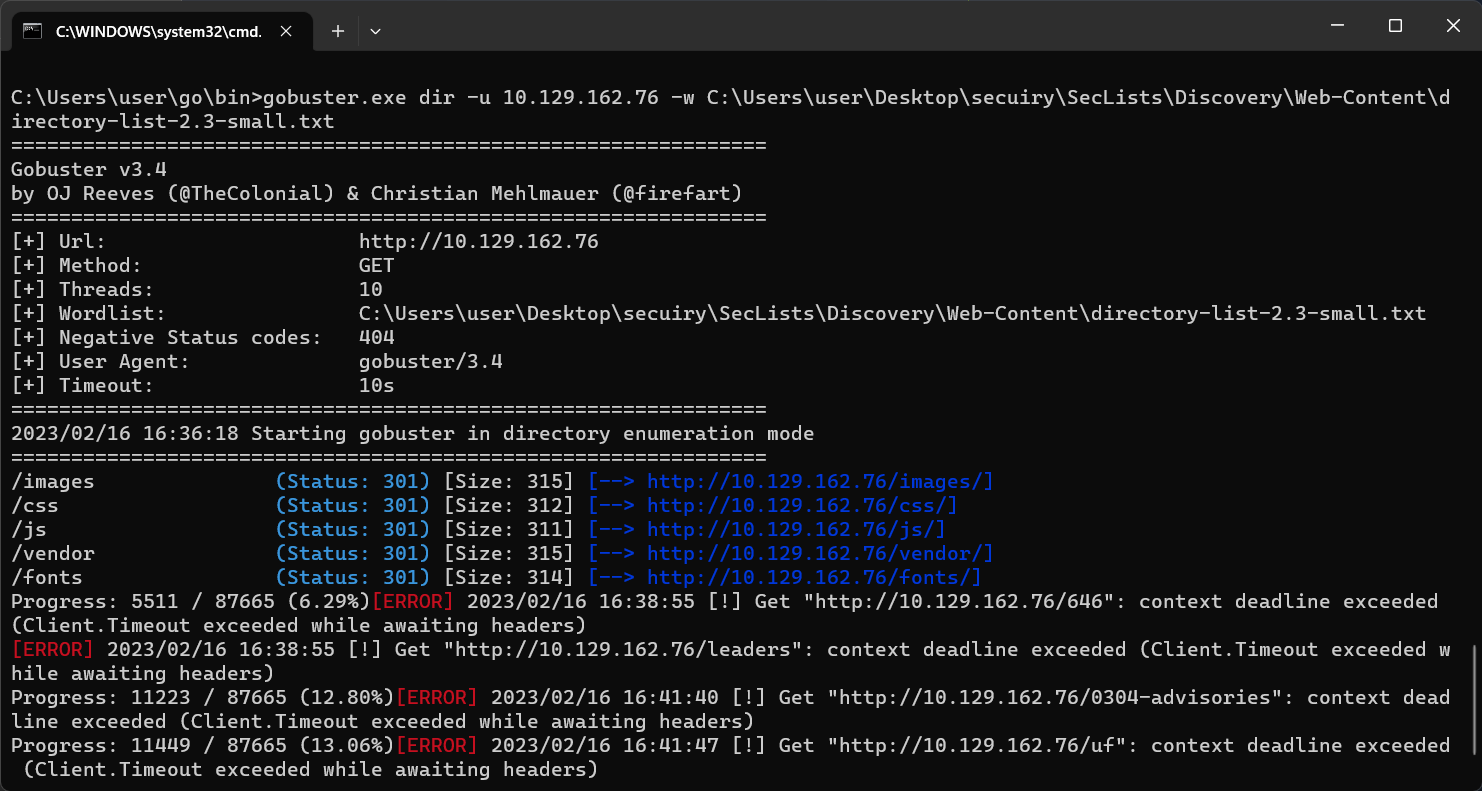 C:\WINDOWS\system32\cmd.
C:\Users\user\go\bin>gobuster.exe dir -u 10.129.162.76 -w C:\Users\user\Desktop\secuiry\SecLists\Discovery\Web-Content\d
irectory-list-2.3-small.txt
===============================================================
Gobuster v3.4
by OJ Reeves (@TheColonial) & Christian Mehlmauer (@firefart)
===============================================================
[+] Url:                     http://10.129.162.76
[+] Method:                  GET
[+] Threads:                 10
[+] Wordlist:                C:\Users\user\Desktop\secuiry\SecLists\Discovery\Web-Content\directory-list-2.3-small.txt
[+] Negative Status codes:   404
[+] User Agent:              gobuster/3.4
[+] Timeout:                 10s
===============================================================
2023/02/16 16:36:18 Starting gobuster in directory enumeration mode
===============================================================
/images               (Status: 301) [Size: 315] [--> http://10.129.162.76/images/]
/css                  (Status: 301) [Size: 312] [--> http://10.129.162.76/css/]
/js                   (Status: 301) [Size: 311] [--> http://10.129.162.76/js/]
/vendor               (Status: 301) [Size: 315] [--> http://10.129.162.76/vendor/]
/fonts                (Status: 301) [Size: 314] [--> http://10.129.162.76/fonts/]
Progress: 5511 / 87665 (6.29%)[ERROR] 2023/02/16 16:38:55 [!] Get "http://10.129.162.76/646": context deadline exceeded
(Client.Timeout exceeded while awaiting headers)
[ERROR] 2023/02/16 16:38:55 [!] Get "http://10.129.162.76/leaders": context deadline exceeded (Client.Timeout exceeded w
hile awaiting headers)
Progress: 11223 / 87665 (12.80%)[ERROR] 2023/02/16 16:41:40 [!] Get "http://10.129.162.76/0304-advisories": context dead
line exceeded (Client.Timeout exceeded while awaiting headers)
Progress: 11449 / 87665 (13.06%)[ERROR] 2023/02/16 16:41:47 [!] Get "http://10.129.162.76/uf": context deadline exceeded
 (Client.Timeout exceeded while awaiting headers)